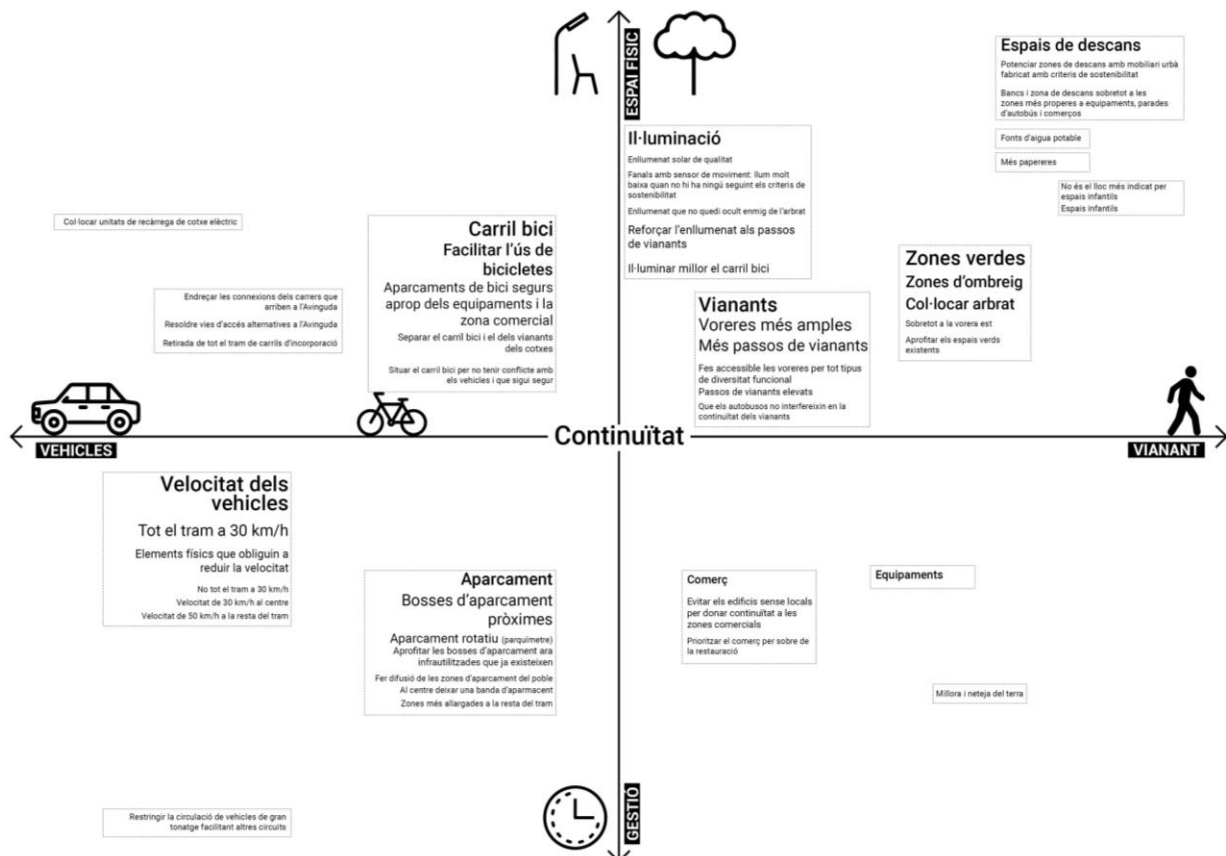 ESPAI FÍSIC
Espais de descans
Potenciar zones de descans amb mobiliari urbà
fabricat amb criteris de sostenibilitat
Bancs i zona de descans sobretot a les
zones més properes a equipaments, parades
d'autobús i comerços
Fonts d'aigua potable
Més papereres
No és el lloc més indicat per
espais infantils
Espais infantils
Il·luminació
Enllumenat solar de qualitat
Fanals amb sensor de moviment: llum molt
baixa quan no hi ha ningú seguint els criteris de
sostenibilitat
Enllumenat que no quedi ocult enmig de l'arbrat
Reforçar l'enllumenat als passos
de vianants
Il·luminar millor el carril bici
Col·locar unitats de recàrrega de cotxe elèctric
Carril bici
Facilitar l'ús de
bicicletes
Aparcaments de bici segurs
aprop dels equipaments i la
zona comercial
Separar el carril bici i el dels vianants
dels cotxes
Situar el carril bici per no tenir conflicte amb
els vehicles i que sigui segur
Zones verdes
Zones d'ombreig
Col·locar arbrat
Sobretot a la vorera est
Aprofitar els espais verds
existents
Endreçar les connexions dels carrers que
arriben a l'Avinguda
Resoldre vies d'accés alternatives a l'Avinguda
Retirada de tot el tram de carrils d'incorporació
Vianants
Voreres més amples
Més passos de vianants
Fes accessible les voreres per tot tipus
de diversitat funcional
Passos de vianants elevats
Que els autobusos no interfereixin en la
continuïtat dels vianants
VEHICLES
Continuïtat
VIANANT
Velocitat dels
vehicles
Tot el tram a 30 km/h
Elements físics que obliguin a
reduir la velocitat
No tot el tram a 30 km/h
Velocitat de 30 km/h al centre
Velocitat de 50 km/h a la resta del tram
Aparcament
Bosses d'aparcament
pròximes
Aparcament rotatiu (parquímetre)
Aprofitar les bosses d'aparcament ara
infrautilitzades que ja existeixen
Fer difusió de les zones d'aparcament del poble
Al centre deixar una banda d'aparmacent
Zones més allargades a la resta del tram
Comerç
Evitar els edificis sense locals
per donar continuïtat a les
zones comercials
Prioritzar el comerç per sobre de
la restauració
Equipaments
Millora i neteja del terra
Restringir la circulació de vehicles de gran
tonatge facilitant altres circuits
GESTIÓ